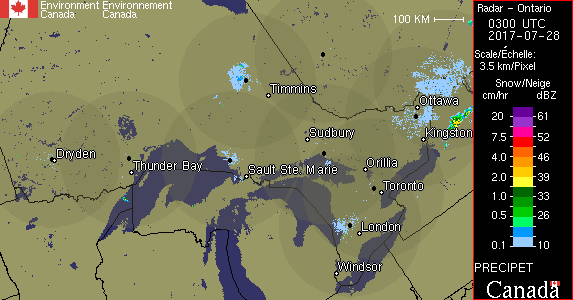 Environment Environnement
Canada Canada
100 KM
Timmins
Ottawa
Sudbury
Kingston
Dryden
Thunder Bay
Sault Ste. Marie
Orillia
Toronto
London
Windsor
Radar - Ontario
0300 UTC
2017-07-28
Scale/Échelle:
3.5 km/Pixel
Snow/Neige
cm/hr dBZ
20 61
7.5 52
4.0 46
2.0 39
1.0 33
0.5 26
0.1 10
PRECIPET
Canada